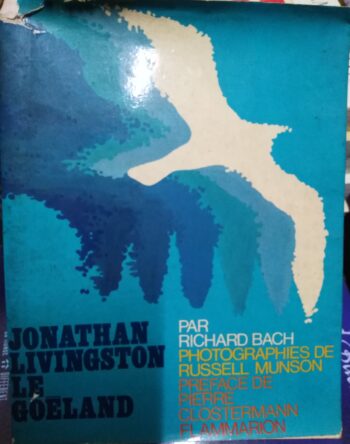 JONATHAN
LIVINGSTON
LE
GOELAND
PAR
RICHARD BACH
PHOTOGRAPHIES DE
RUSSELL MUNSON
PREFACE DE
PIERRE
CLOSTERMANN
FLAMMARION